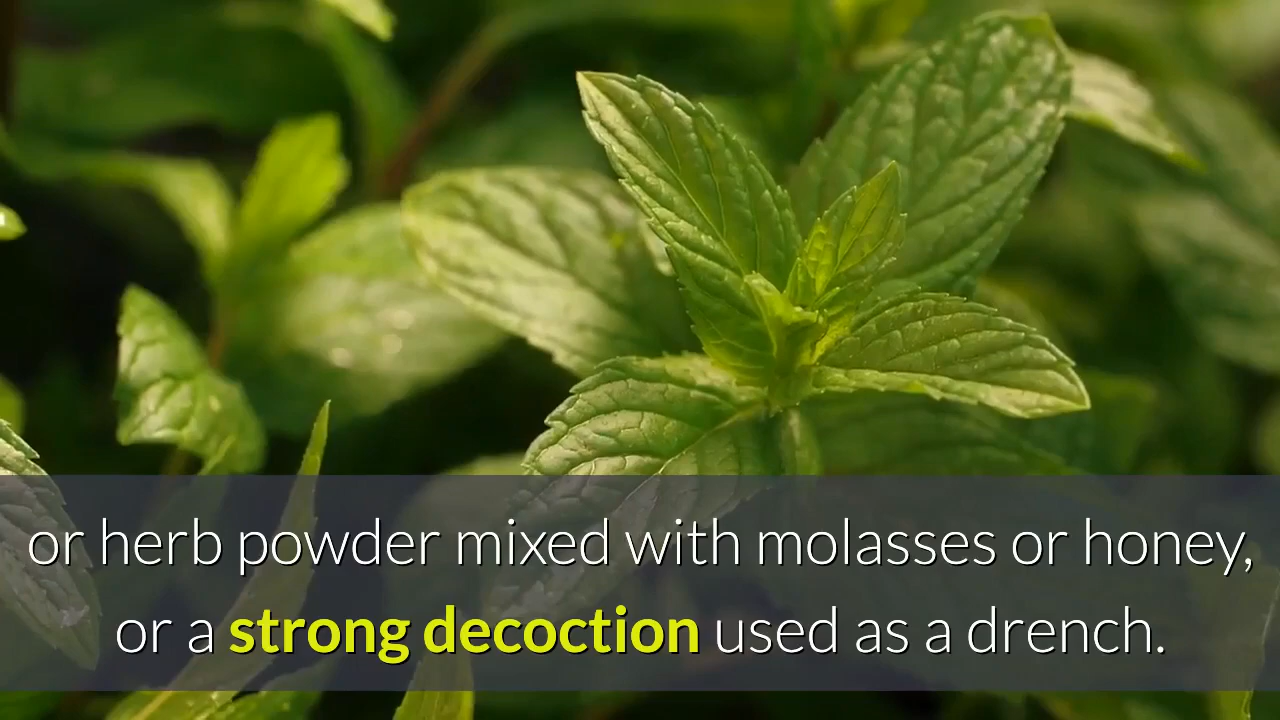 or herb powder mixed with molasses or honey,
or a strong decoction used as a drench.